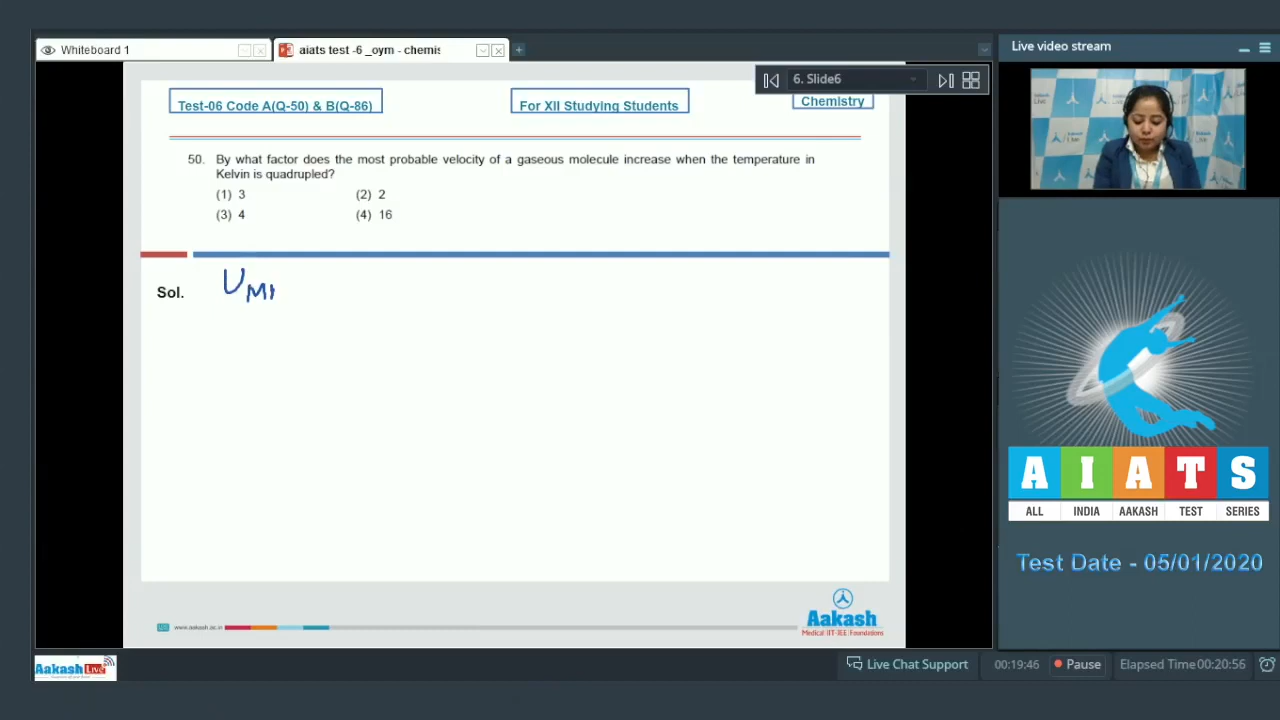 Whiteboard 1
aiats test -6 _oym - chemis
Live video stream
6. Slide6
Test-06 Code A(Q-50) & B(Q-86)
For XII Studying Students
Chemistry
50. By what factor does the most probable velocity of a gaseous molecule increase when the temperature in
Kelvin is quadrupled?
(1) 3 (2) 2
(3) 4 (4) 16
Sol.
A I A T S
ALL INDIA AAKASH TEST SERIES
Test Date - 05/01/2020
Aakash
Medical|IIT-JEE|Foundations
www.aakash.ac.in
Aakash Live
Live Chat Support
00:19:46
Pause
Elapsed Time 00:20:56